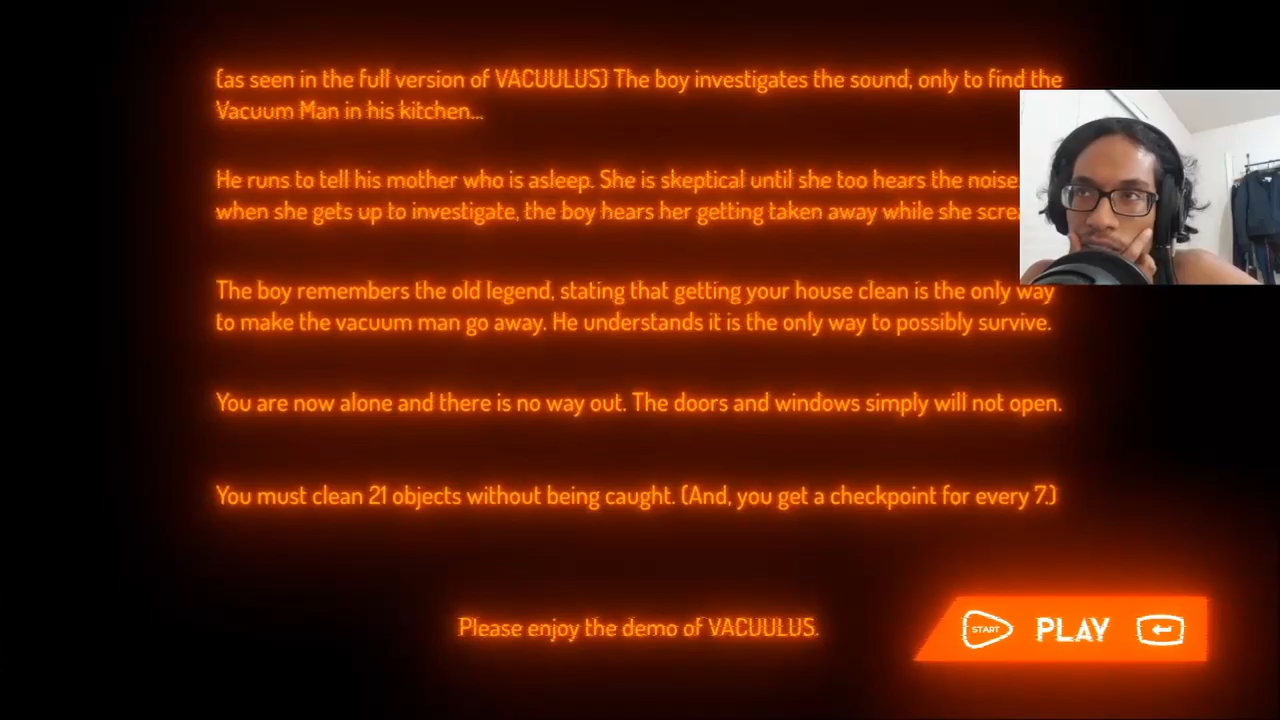 (as seen in the full version of VACUULUS) The boy investigates the sound, only to find the
Vacuum Man in his kitchen...
He runs to tell his mother who is asleep. She is skeptical until she too hears the noise.
when she gets up to investigate, the boy hears her getting taken away while she
The boy remembers the old legend, stating that getting your house clean is the only way
to make the vacuum man go away. He understands it is the only way to possibly survive.
You are now alone and there is no way out. The doors and windows simply will not open.
You must clean 21 objects without being caught. (And, you get a checkpoint for every 7.)
Please enjoy the demo of VACUULUS.
START PLAY